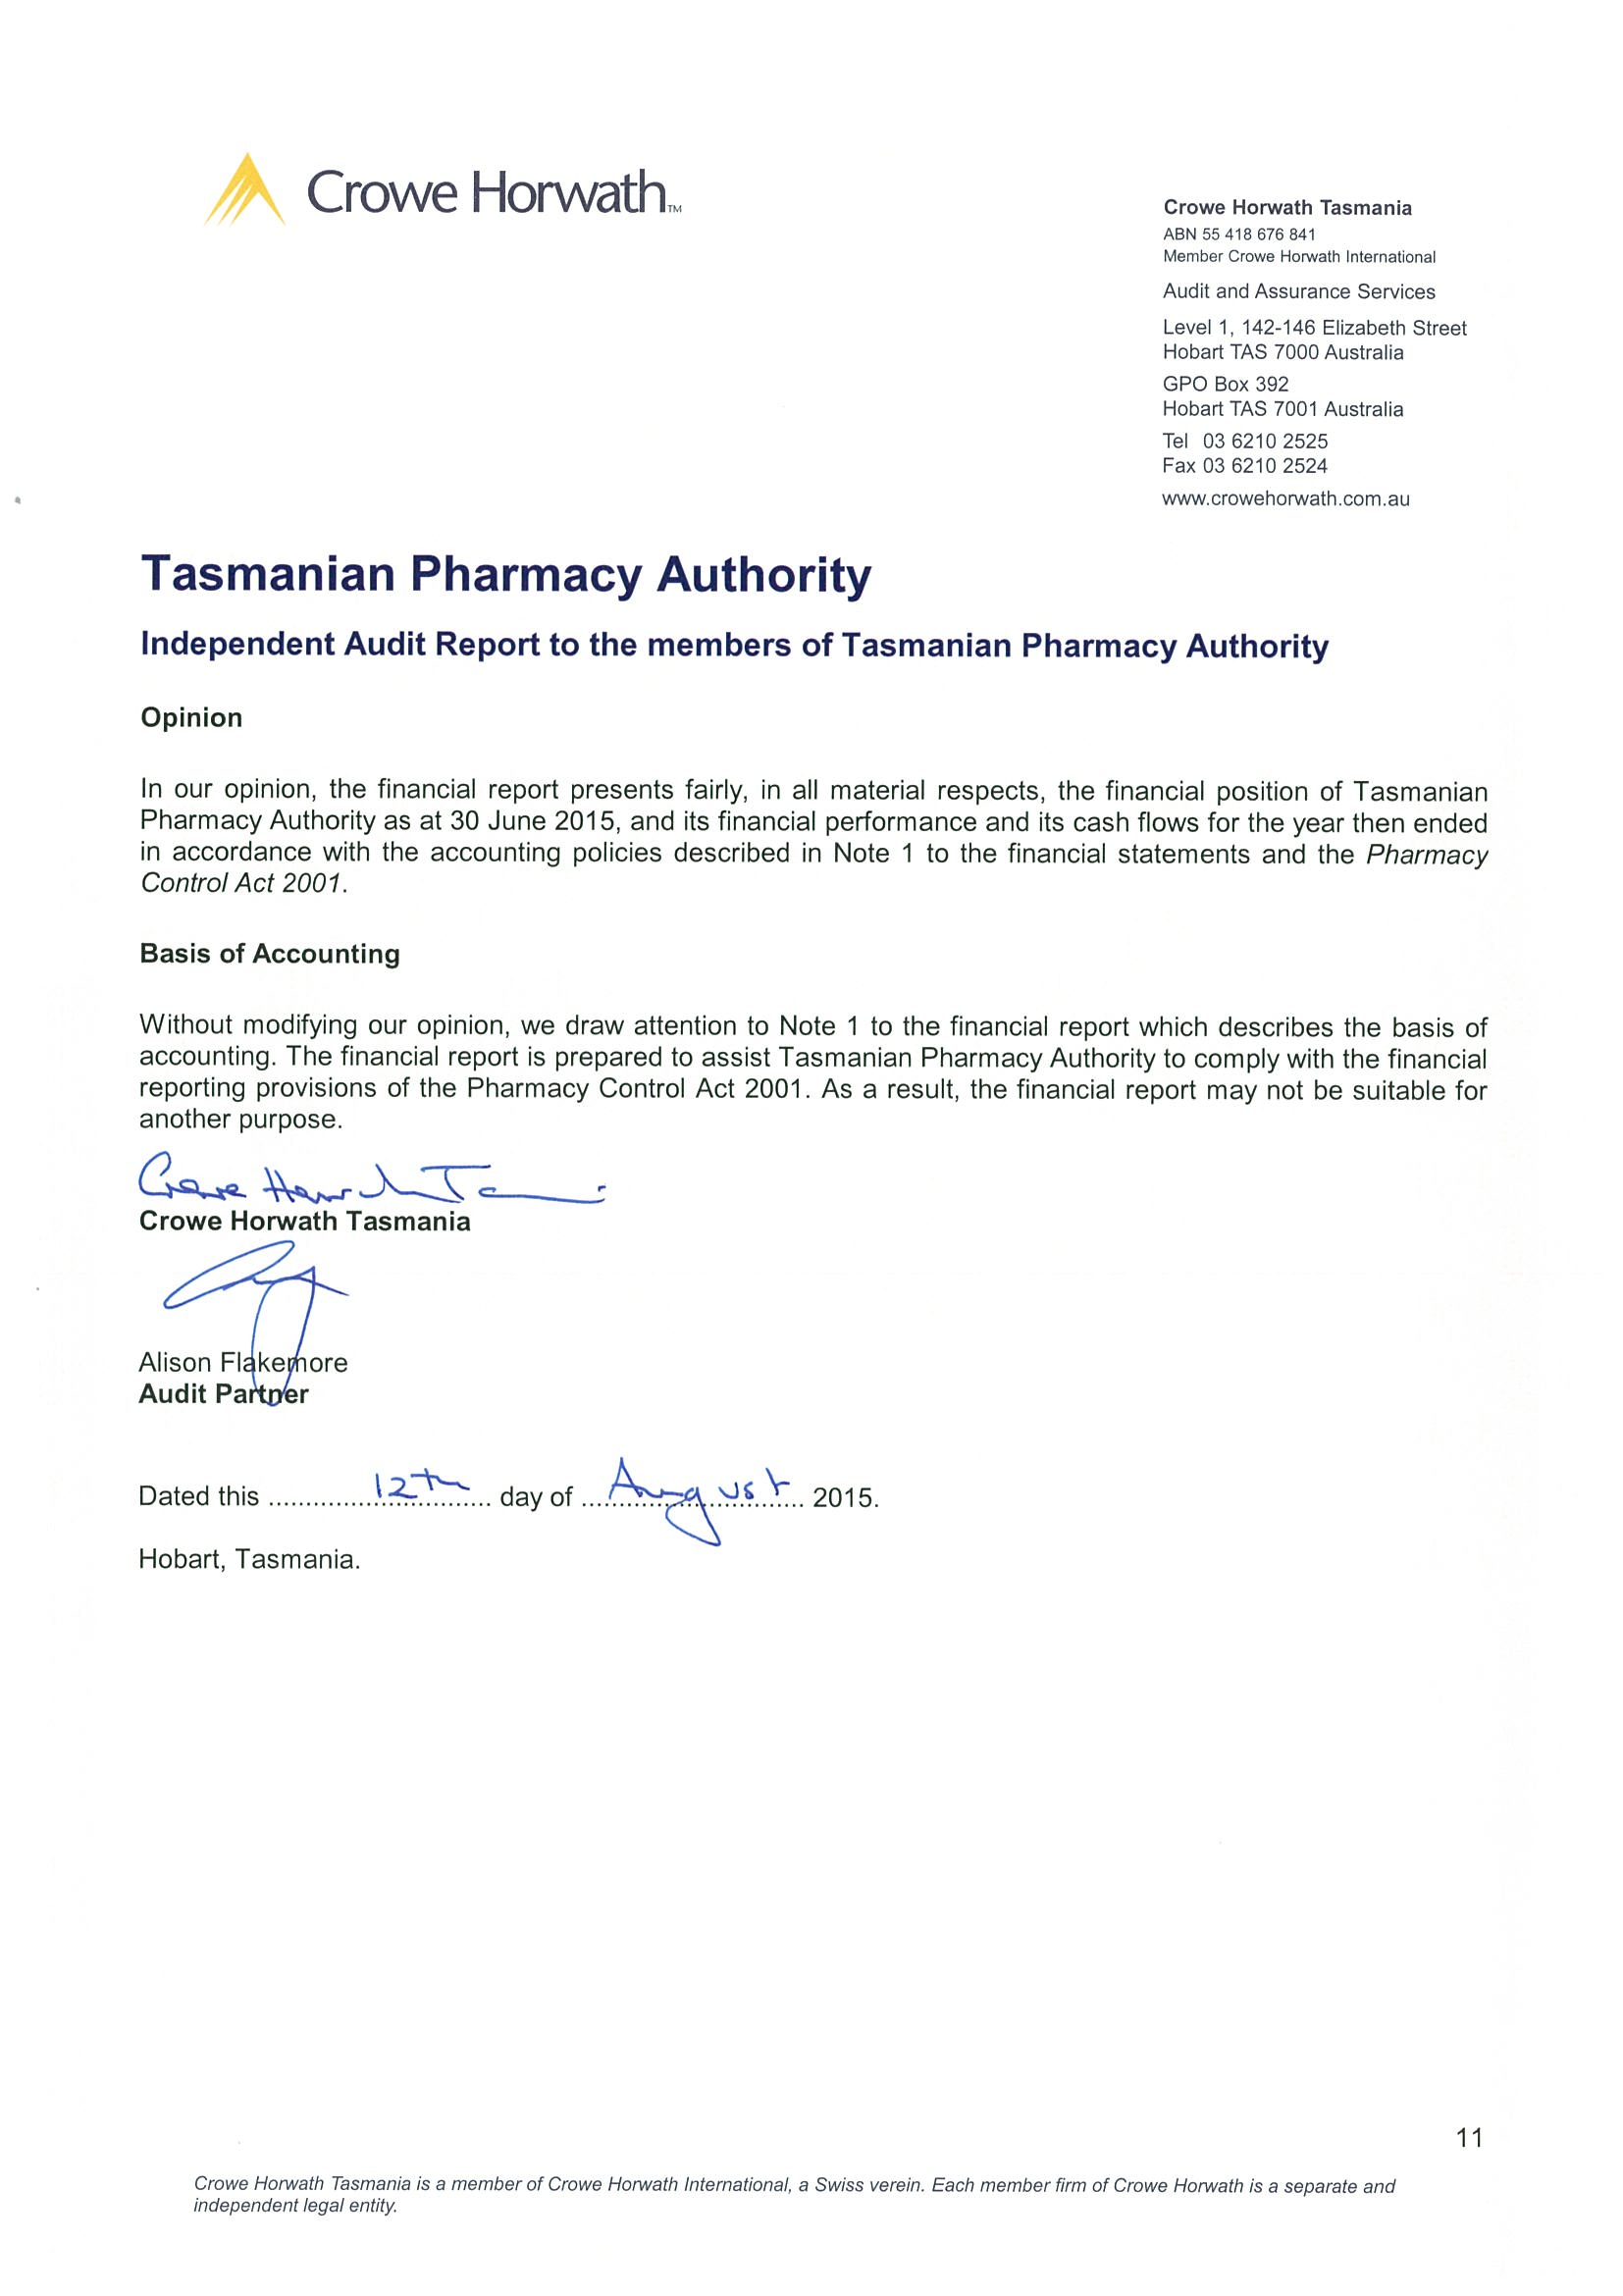 Crowe Horwath™
Crowe Horwath Tasmania
ABN 55 418 676 841
Member Crowe Horwath International
Audit and Assurance Services
Level 1, 142-146 Elizabeth Street
Hobart TAS 7000 Australia
GPO Box 392
Hobart TAS 7001 Australia
Tel 03 6210 2525
Fax 03 6210 2524
www.crowehorwath.com.au
Tasmanian Pharmacy Authority
Independent Audit Report to the members of Tasmanian Pharmacy Authority
Opinion
In our opinion, the financial report presents fairly, in all material respects, the financial position of Tasmanian
Pharmacy Authority as at 30 June 2015, and its financial performance and its cash flows for the year then ended
in accordance with the accounting policies described in Note 1 to the financial statements and the Pharmacy
Control Act 2001.
Basis of Accounting
Without modifying our opinion, we draw attention to Note 1 to the financial report which describes the basis of
accounting. The financial report is prepared to assist Tasmanian Pharmacy Authority to comply with the financial
reporting provisions of the Pharmacy Control Act 2001. As a result, the financial report may not be suitable for
another purpose.
Crowe Horwath Tasmania
Alison Flakemore
Audit Partner
Dated this 12th day of August 2015.
Hobart, Tasmania.
11
Crowe Horwath Tasmania is a member of Crowe Horwath International, a Swiss verein. Each member firm of Crowe Horwath is a separate and
independent legal entity.